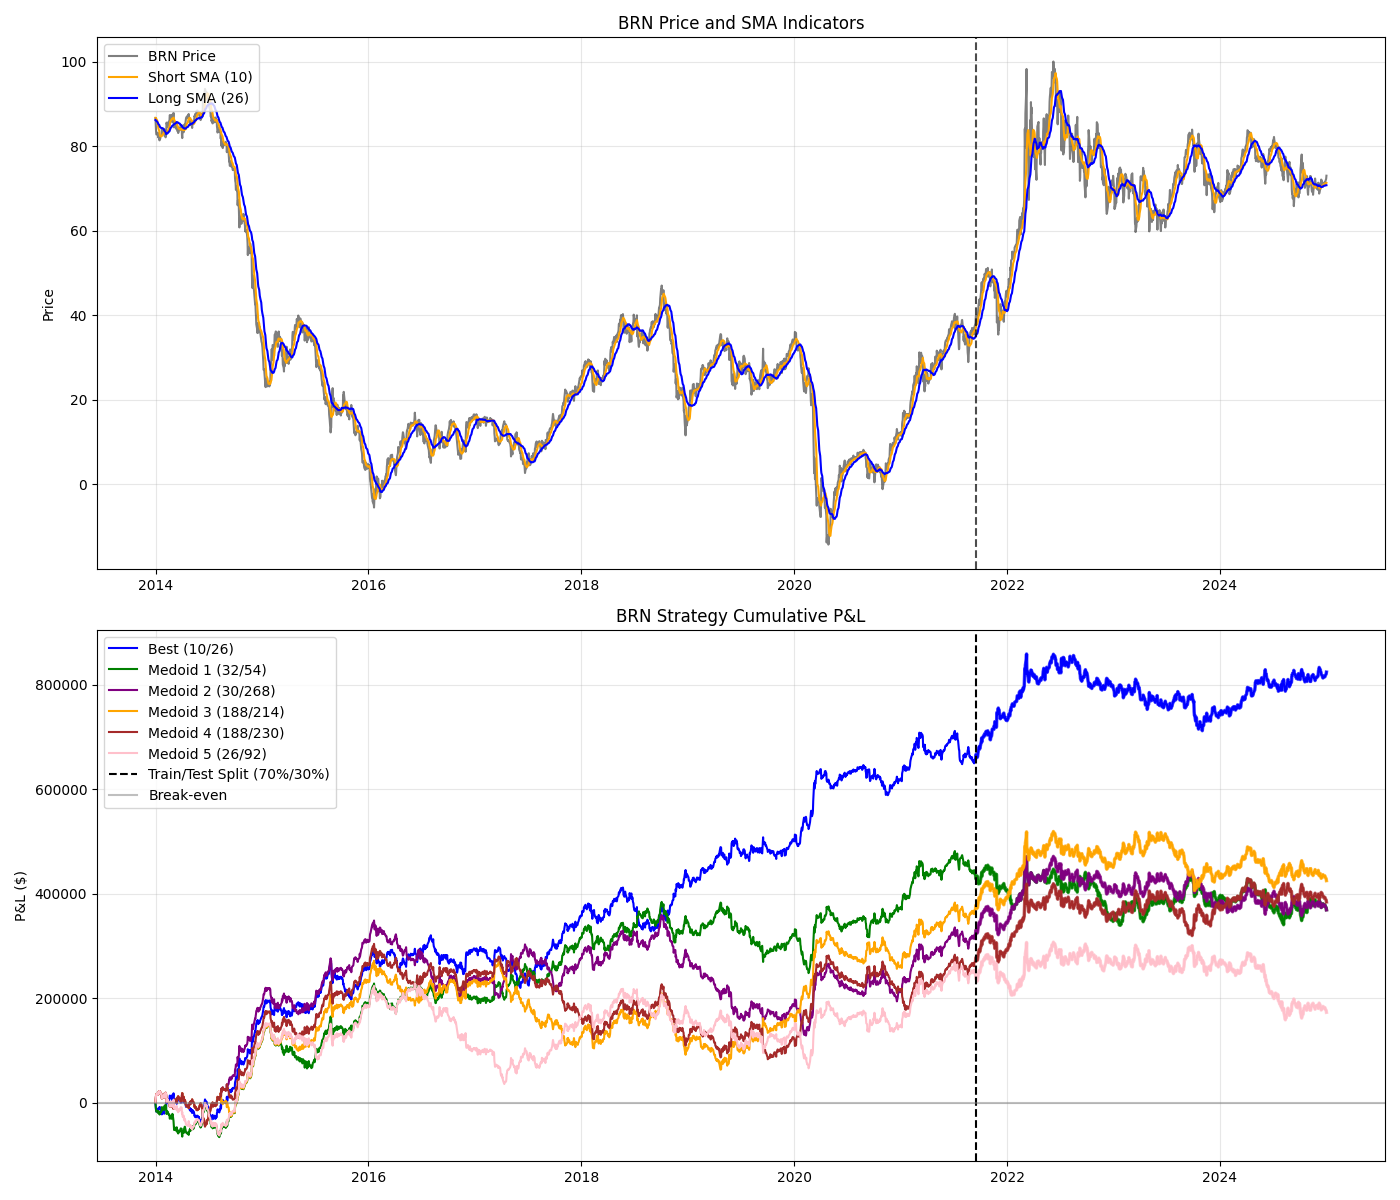 BRN Price and SMA Indicators
BRN Price
Short SMA (10)
Long SMA (26)
Price
100
80
60
40
20
0
2014
2016
2018
2020
2022
2024
BRN Strategy Cumulative P&L
Best (10/26)
Medoid 1 (32/54)
Medoid 2 (30/268)
Medoid 3 (188/214)
Medoid 4 (188/230)
Medoid 5 (26/92)
Train/Test Split (70%/30%)
Break-even
P&L ($)
800000
600000
400000
200000
0
2014
2016
2018
2020
2022
2024